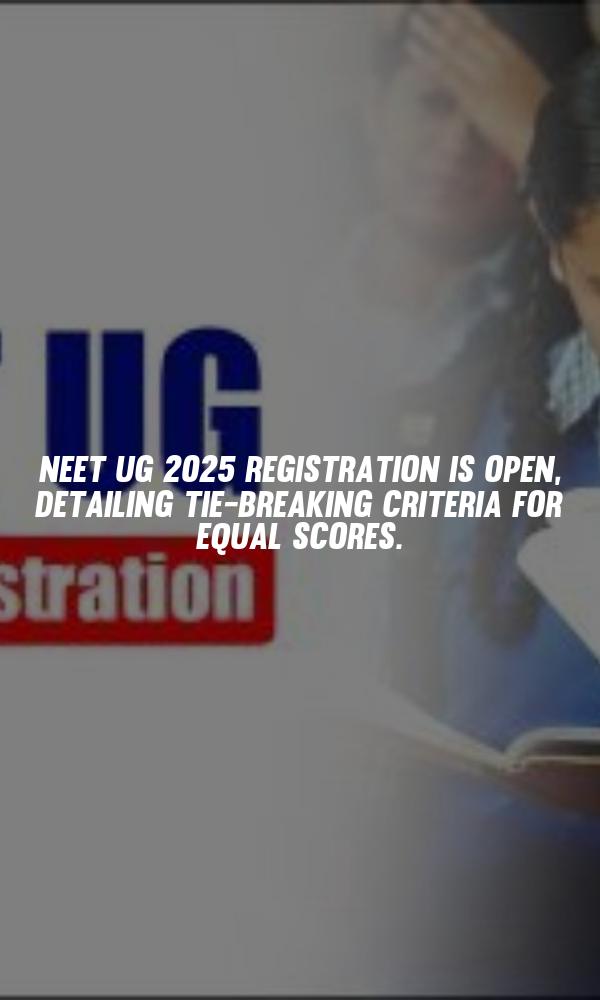 UG
NEET UG 2025 REGISTRATION IS OPEN,
DETAILING TIE-BREAKING CRITERIA FOR
EQUAL SCORES.
stration